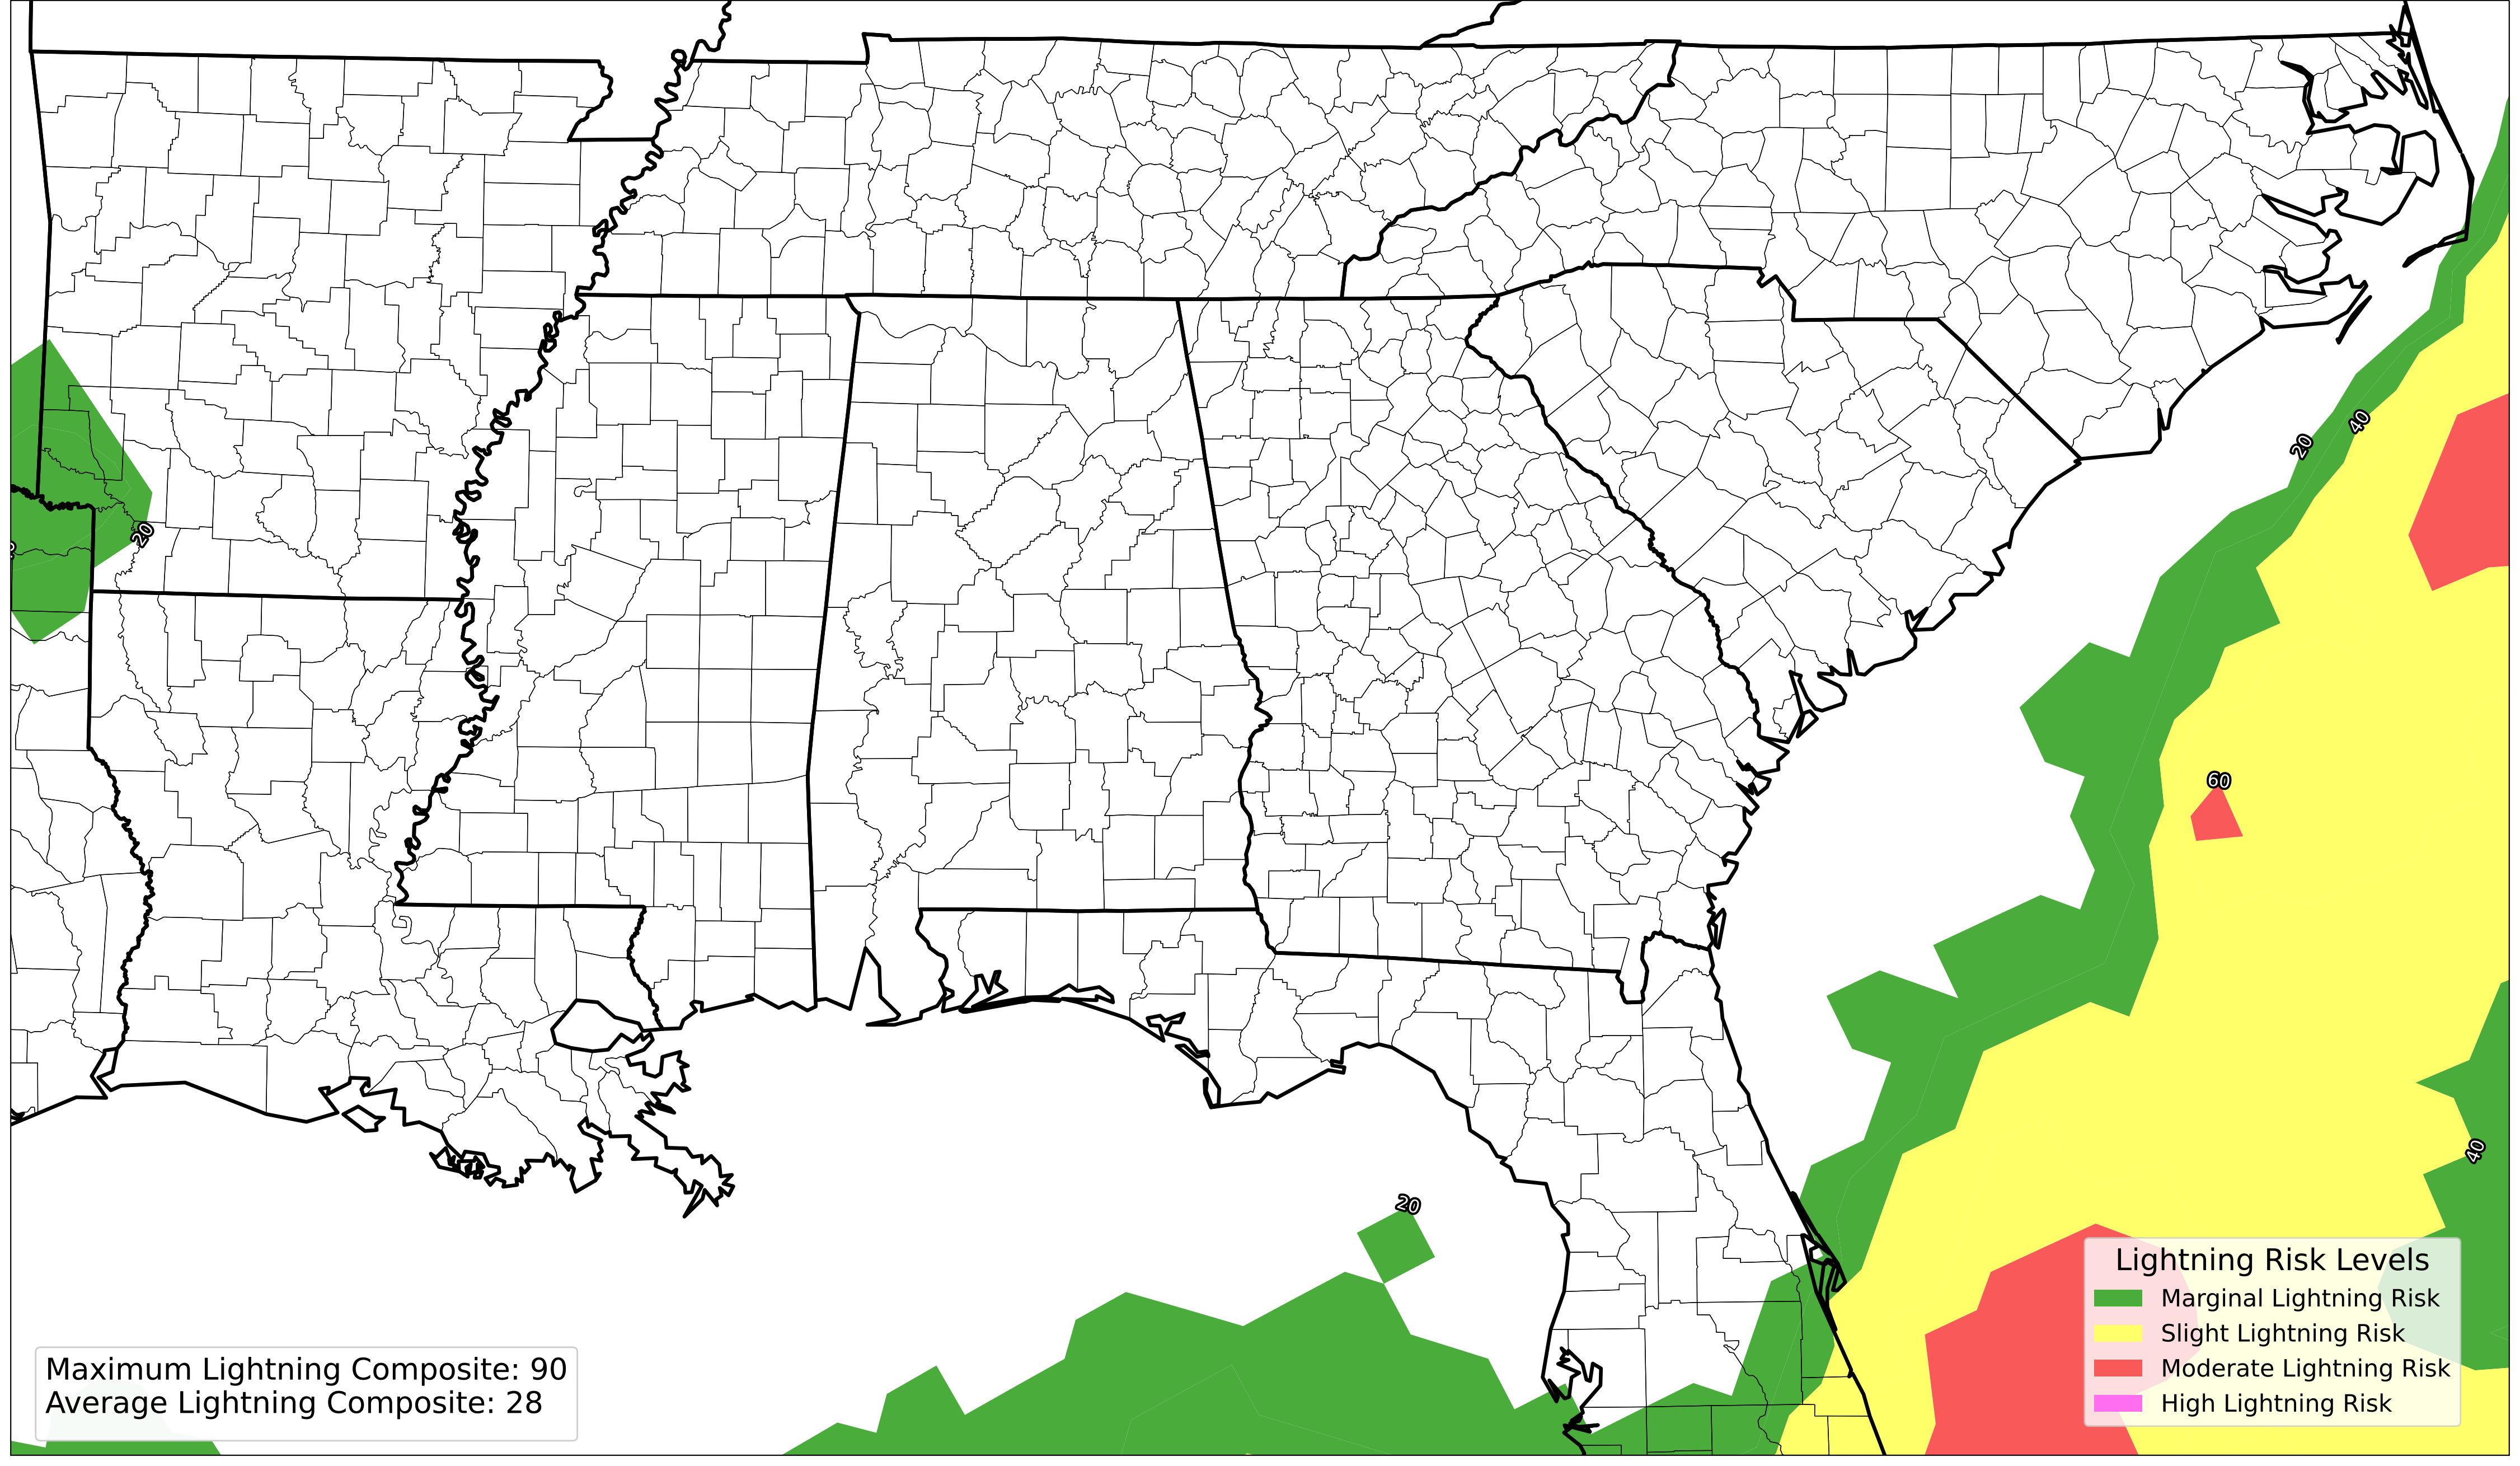 40
20
20
60
40
20
Lightning Risk Levels
Marginal Lightning Risk
Slight Lightning Risk
Moderate Lightning Risk
High Lightning Risk
Maximum Lightning Composite: 90
Average Lightning Composite: 28